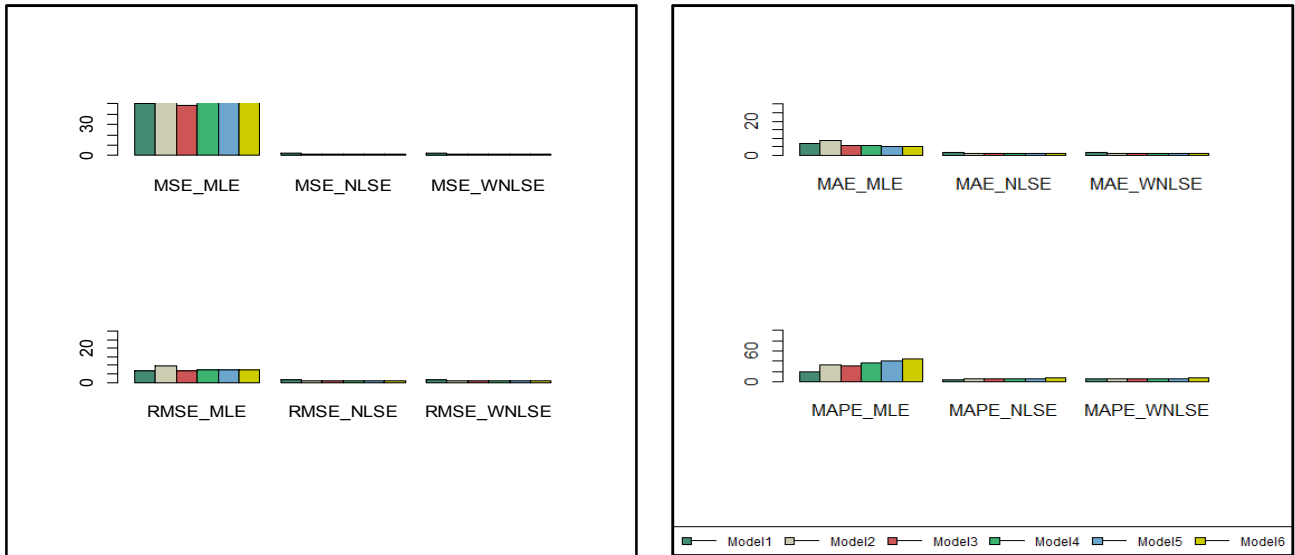 30
0
MSE_MLE MSE_NLSE MSE_WNLSE
20
0
RMSE_MLE RMSE_NLSE RMSE_WNLSE
20
0
MAE_MLE MAE_NLSE MAE_WNLSE
60
0
MAPE_MLE MAPE_NLSE MAPE_WNLSE
Model1 Model2 Model3 Model4 Model5 Model6